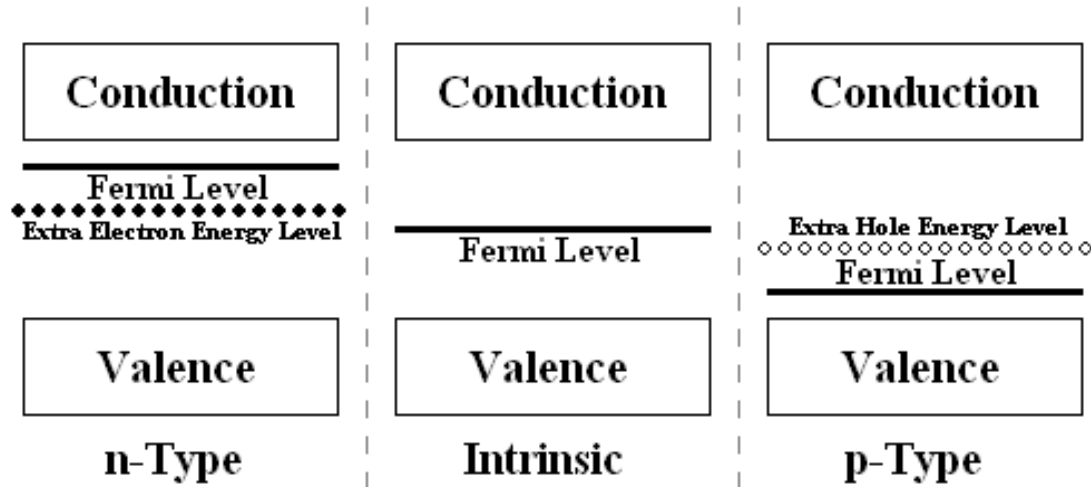 Conduction
Fermi Level
Extra Electron Energy Level
Valence
n-Type
Conduction
Fermi Level
Valence
Intrinsic
Conduction
Extra Hole Energy Level
Fermi Level
Valence
p-Type